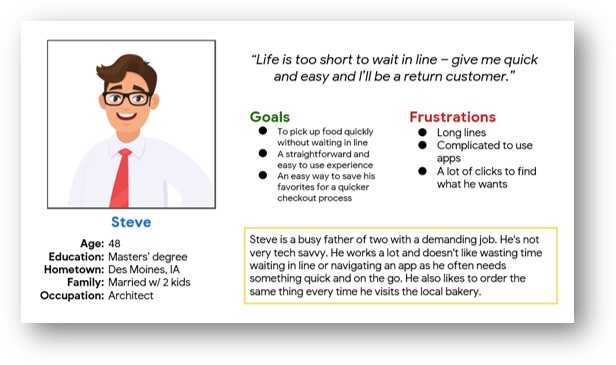 “Life is too short to wait in line – give me quick
and easy and I'll be a return customer.”
Goals
● To pick up food quickly
without waiting in line
● A straightforward and
easy to use experience
● An easy way to save his
favorites for a quicker
checkout process
Frustrations
● Long lines
● Complicated to use
apps
● A lot of clicks to find
what he wants
Steve
Age: 48
Education: Masters' degree
Hometown: Des Moines, IA
Family: Married w/ 2 kids
Occupation: Architect
Steve is a busy father of two with a demanding job. He's not
very tech savvy. He works a lot and doesn't like wasting time
waiting in line or navigating an app as he often needs
something quick and on the go. He also likes to order the
same thing every time he visits the local bakery.